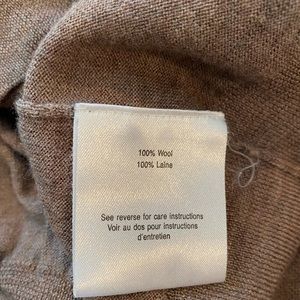 100% Wool
100% Laine
See reverse for care instructions
Voir au dos pour instructions
d'entretien